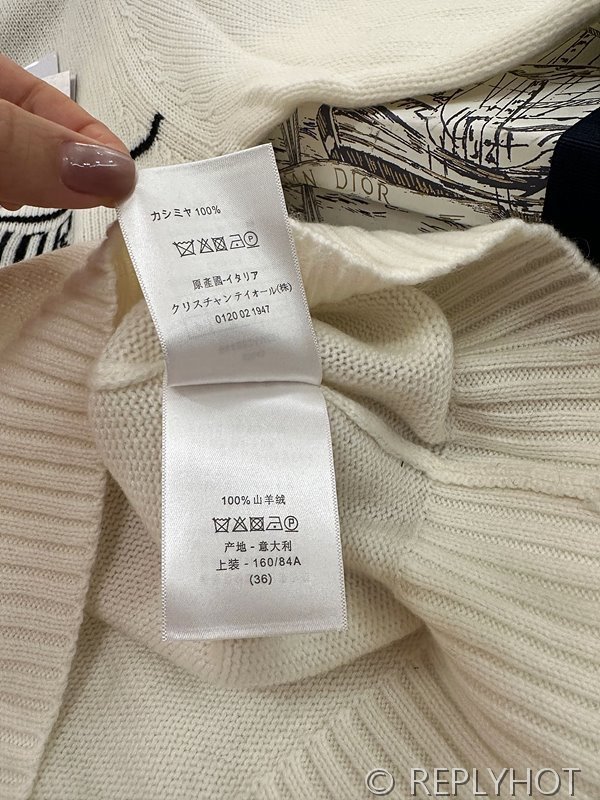 AN DIOR
カシミヤ 100%
原産國-イタリア
クリスチャンディオール(株)
0120 02 1947
100% 山羊绒
产地 - 意大利
上装 - 160/84A
(36)
© REPLYHOT